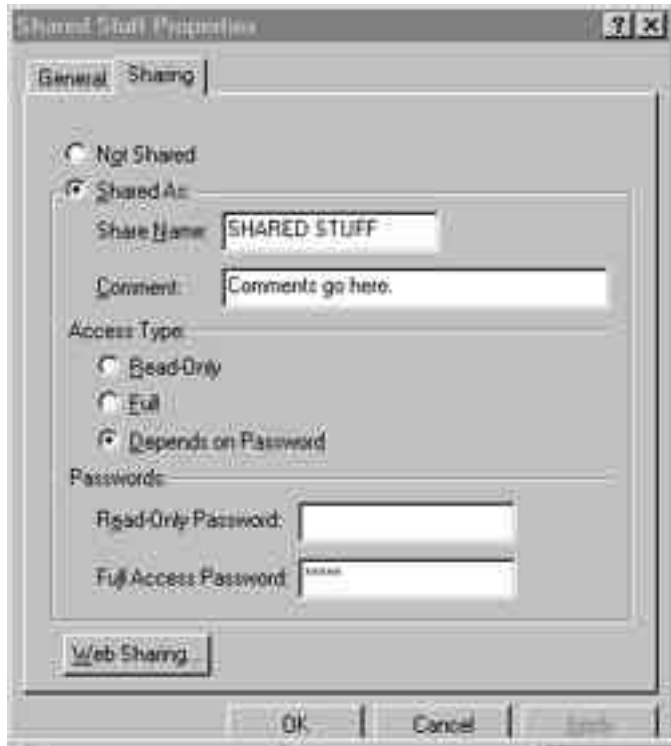 Shared Stuff Properties
General
Sharing
Not Shared
Shared As:
Share Name: SHARED STUFF
Comment: Comments go here.
Access Type:
Read-Only
Full
Depends on Password
Passwords:
Read-Only Password:
Full Access Password: *****
Web Sharing...
OK
Cancel
Apply